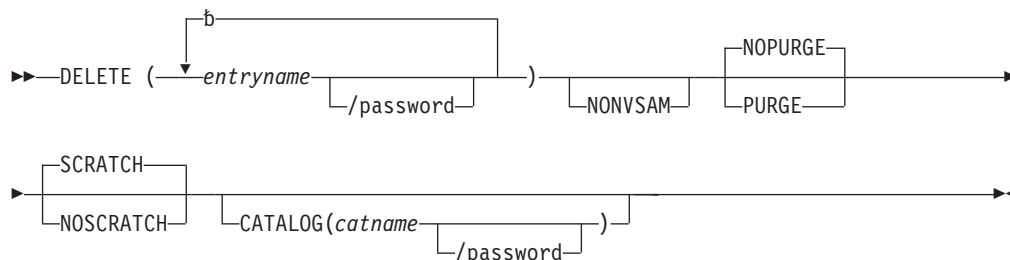 ƀ
DELETE ( entryname /password ) NONVSAM NOPURGE PURGE
SCRATCH NOSCRATCH CATALOG(catname /password )